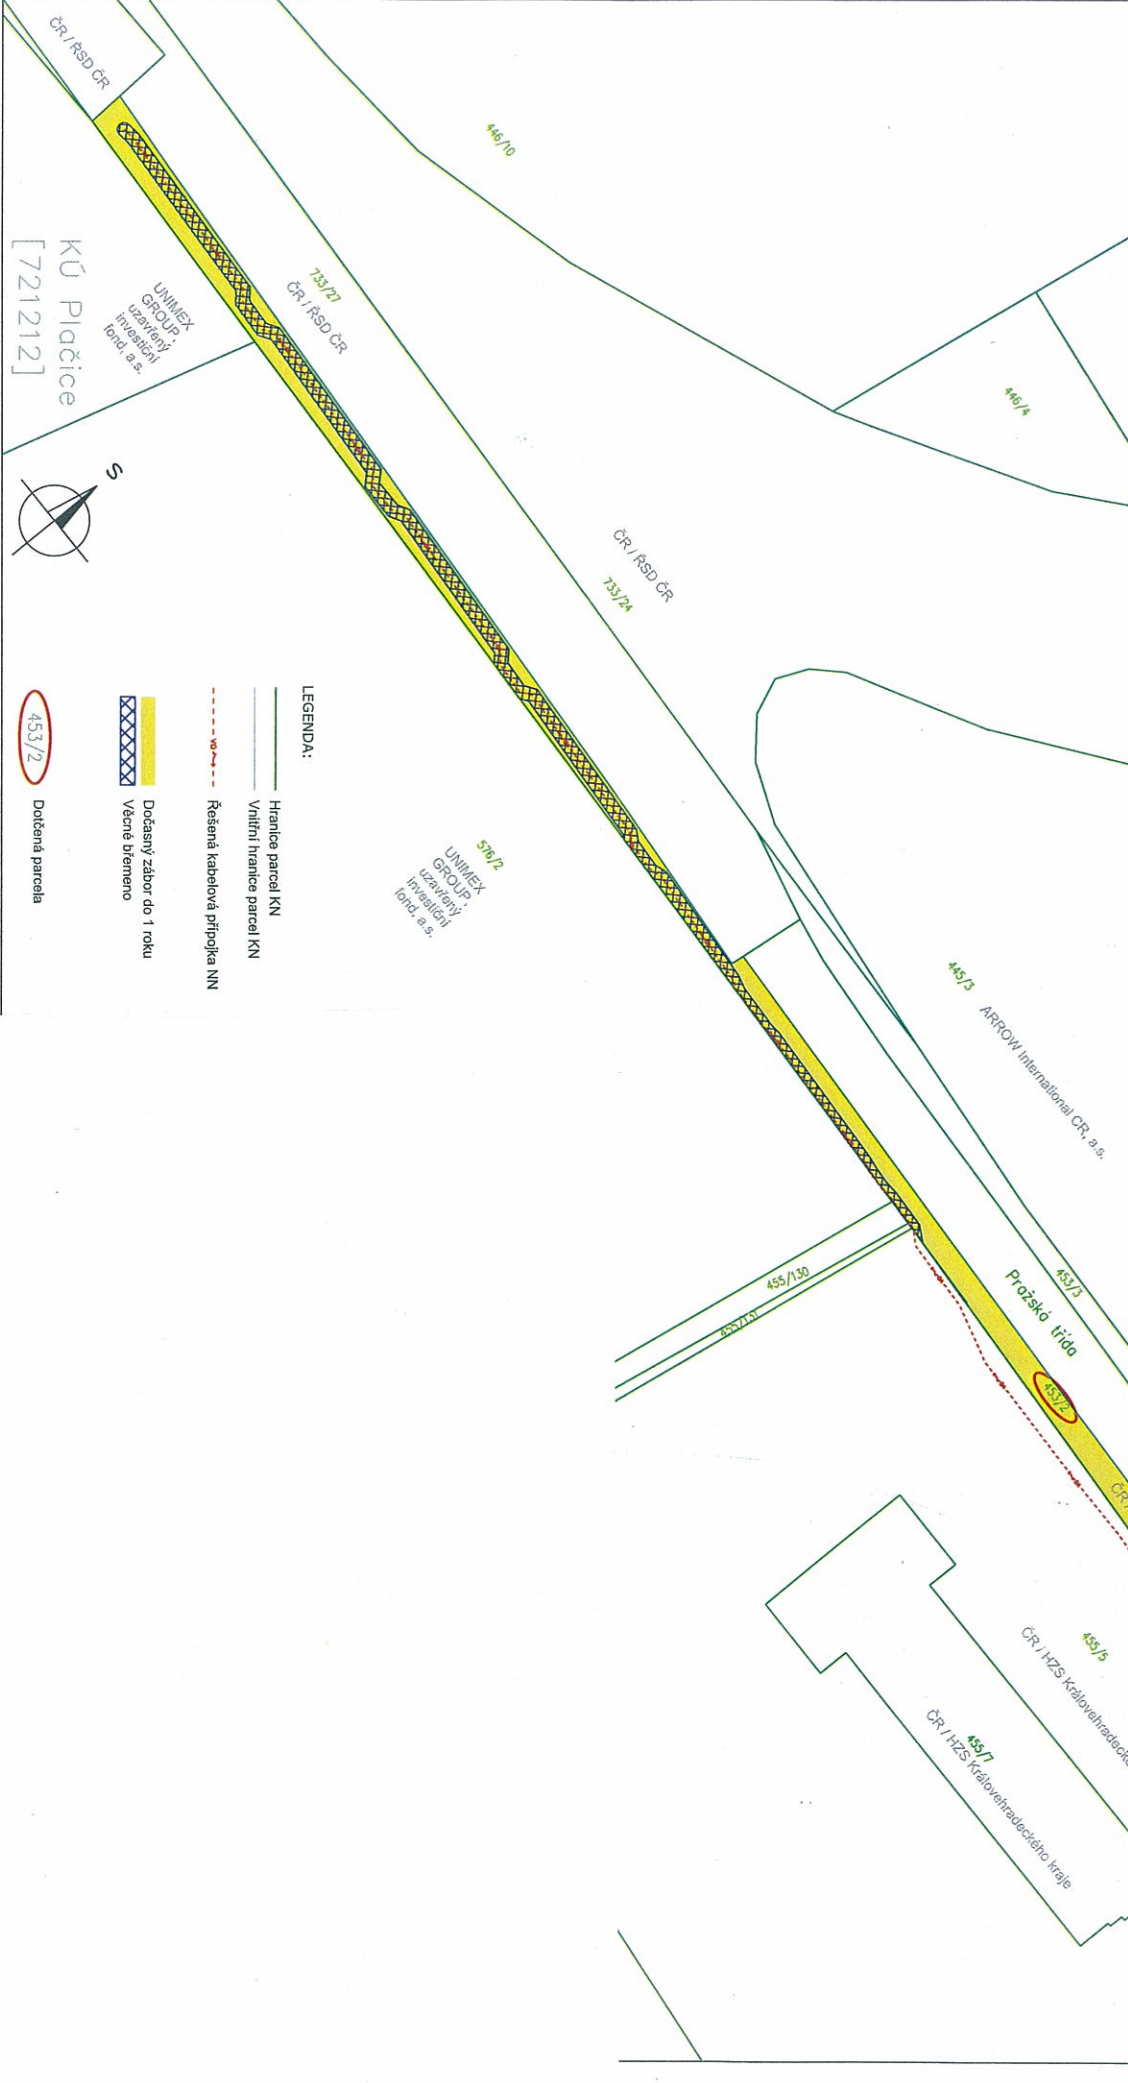 ČR / ŘSD ČR
446/10
446/4
733/27
ČR / ŘSD ČR
UNIMEX
GROUP,
uzavřený
investiční
fond, a.s.
KÚ Plačice
[721212]
S
ČR / ŘSD ČR
733/24
LEGENDA:
Hranice parcel KN
Vnitřní hranice parcel KN
Řešená kabelová přípojka NN
Dočasný zábor do 1 roku
Věcné břemeno
453/2
Dotčená parcela
576/2
UNIMEX
GROUP,
uzavřený
investiční
fond, a.s.
445/3
ARROW International CR, a.s.
453/3
Pražská třída
453/2
ČR /
455/130
455/131
455/5
ČR / HZS Královehradeckéh
455/7
ČR / HZS Královehradeckého kraje